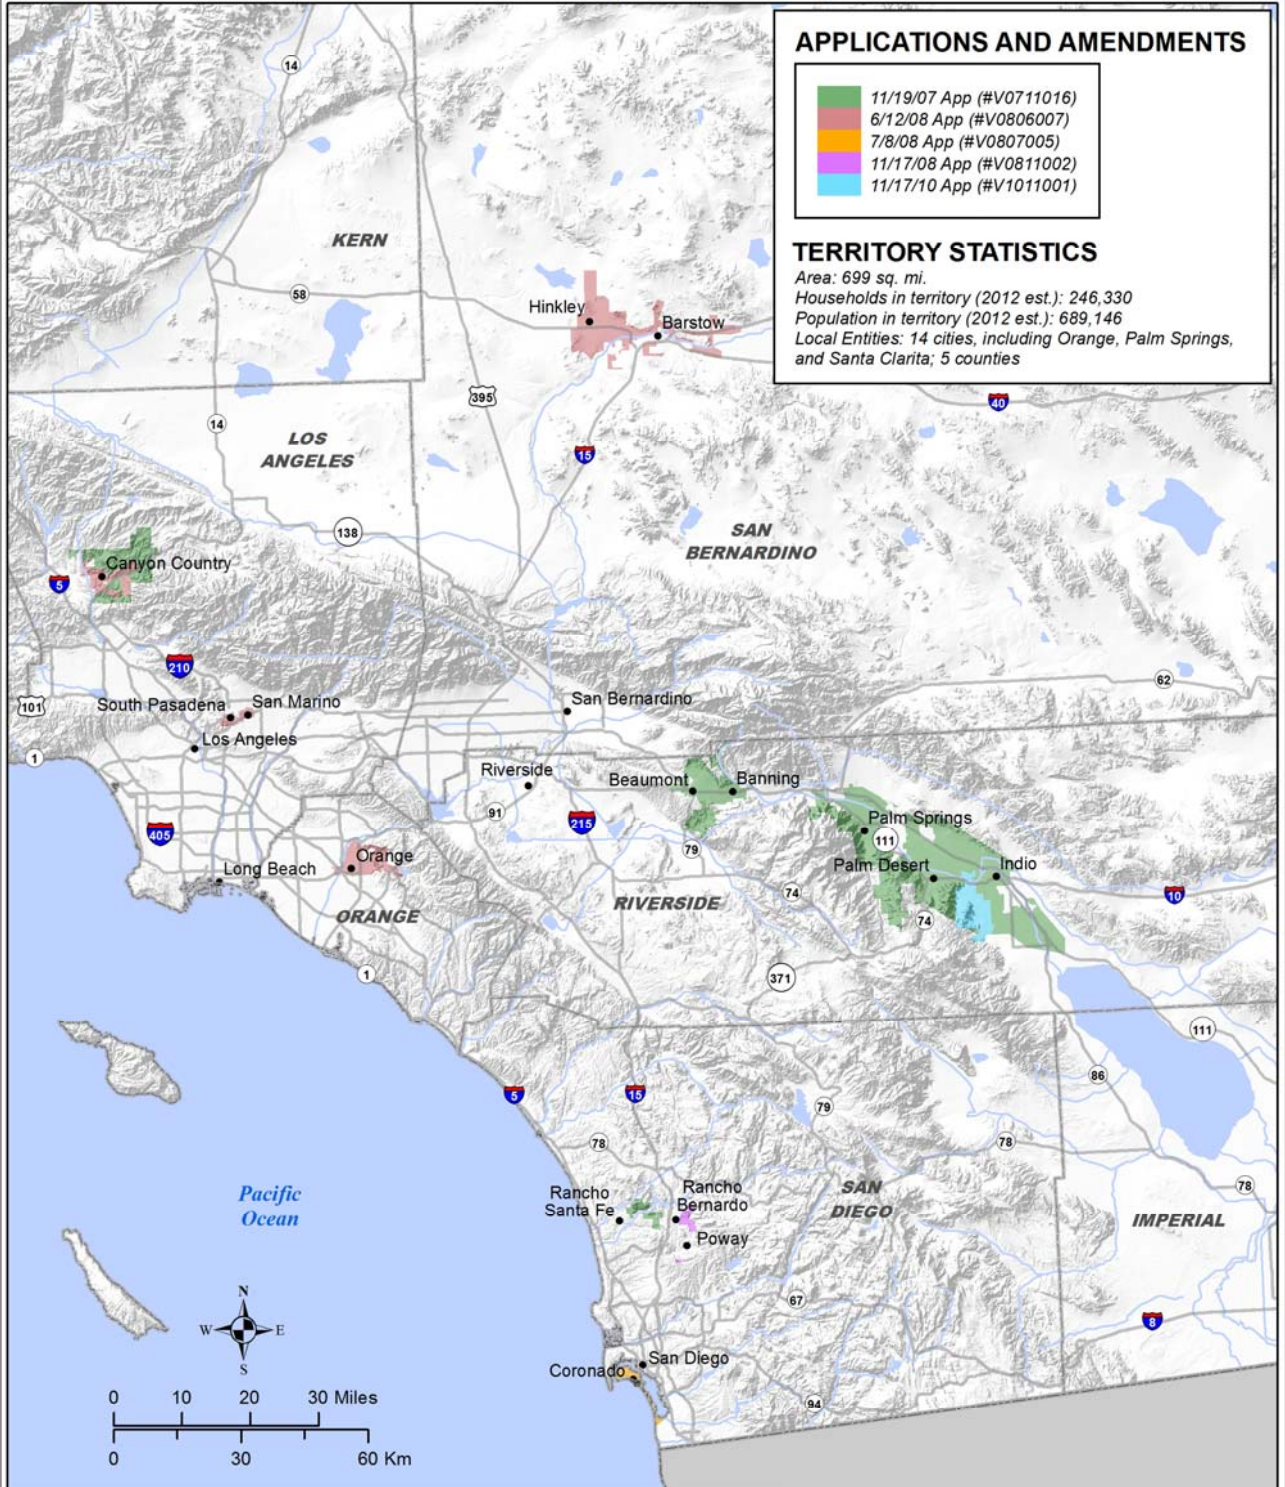 APPLICATIONS AND AMENDMENTS
11/19/07 App (#V0711016)
6/12/08 App (#V0806007)
7/8/08 App (#V0807005)
11/17/08 App (#V0811002)
11/17/10 App (#V1011001)
TERRITORY STATISTICS
Area: 699 sq. mi.
Households in territory (2012 est.): 246,330
Population in territory (2012 est.): 689,146
Local Entities: 14 cities, including Orange, Palm Springs,
and Santa Clarita; 5 counties
14
KERN
58
Hinkley
Barstow
395
40
14
LOS
ANGELES
15
138
SAN
BERNARDINO
Canyon Country
5
210
62
101
South Pasadena
San Marino
San Bernardino
Los Angeles
1
Riverside
Beaumont
Banning
91
215
405
Palm Springs
111
79
Orange
Long Beach
Palm Desert
Indio
74
10
ORANGE
RIVERSIDE
74
1
371
111
86
5
15
79
78
78
Pacific
Ocean
Rancho
Santa Fe
Rancho
Bernardo
SAN
DIEGO
78
IMPERIAL
Poway
67
8
N
W
E
S
San Diego
Coronado
94
0 10 20 30 Miles
0 30 60 Km